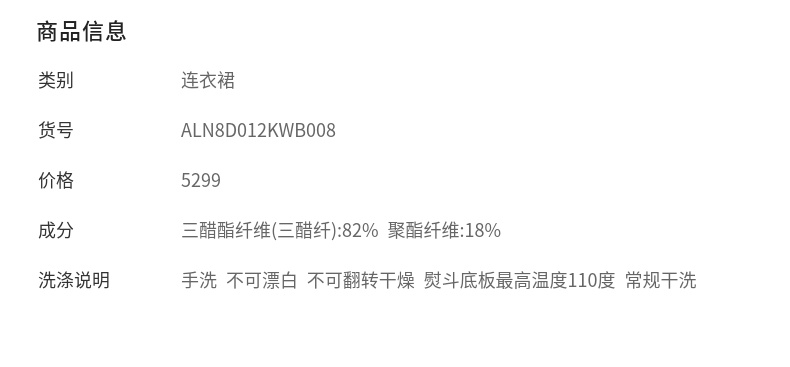 商品信息
类别 连衣裙
货号 ALN8D012KWB008
价格 5299
成分 三醋酯纤维(三醋纤):82% 聚酯纤维:18%
洗涤说明 手洗 不可漂白 不可翻转干燥 熨斗底板最高温度110度 常规干洗